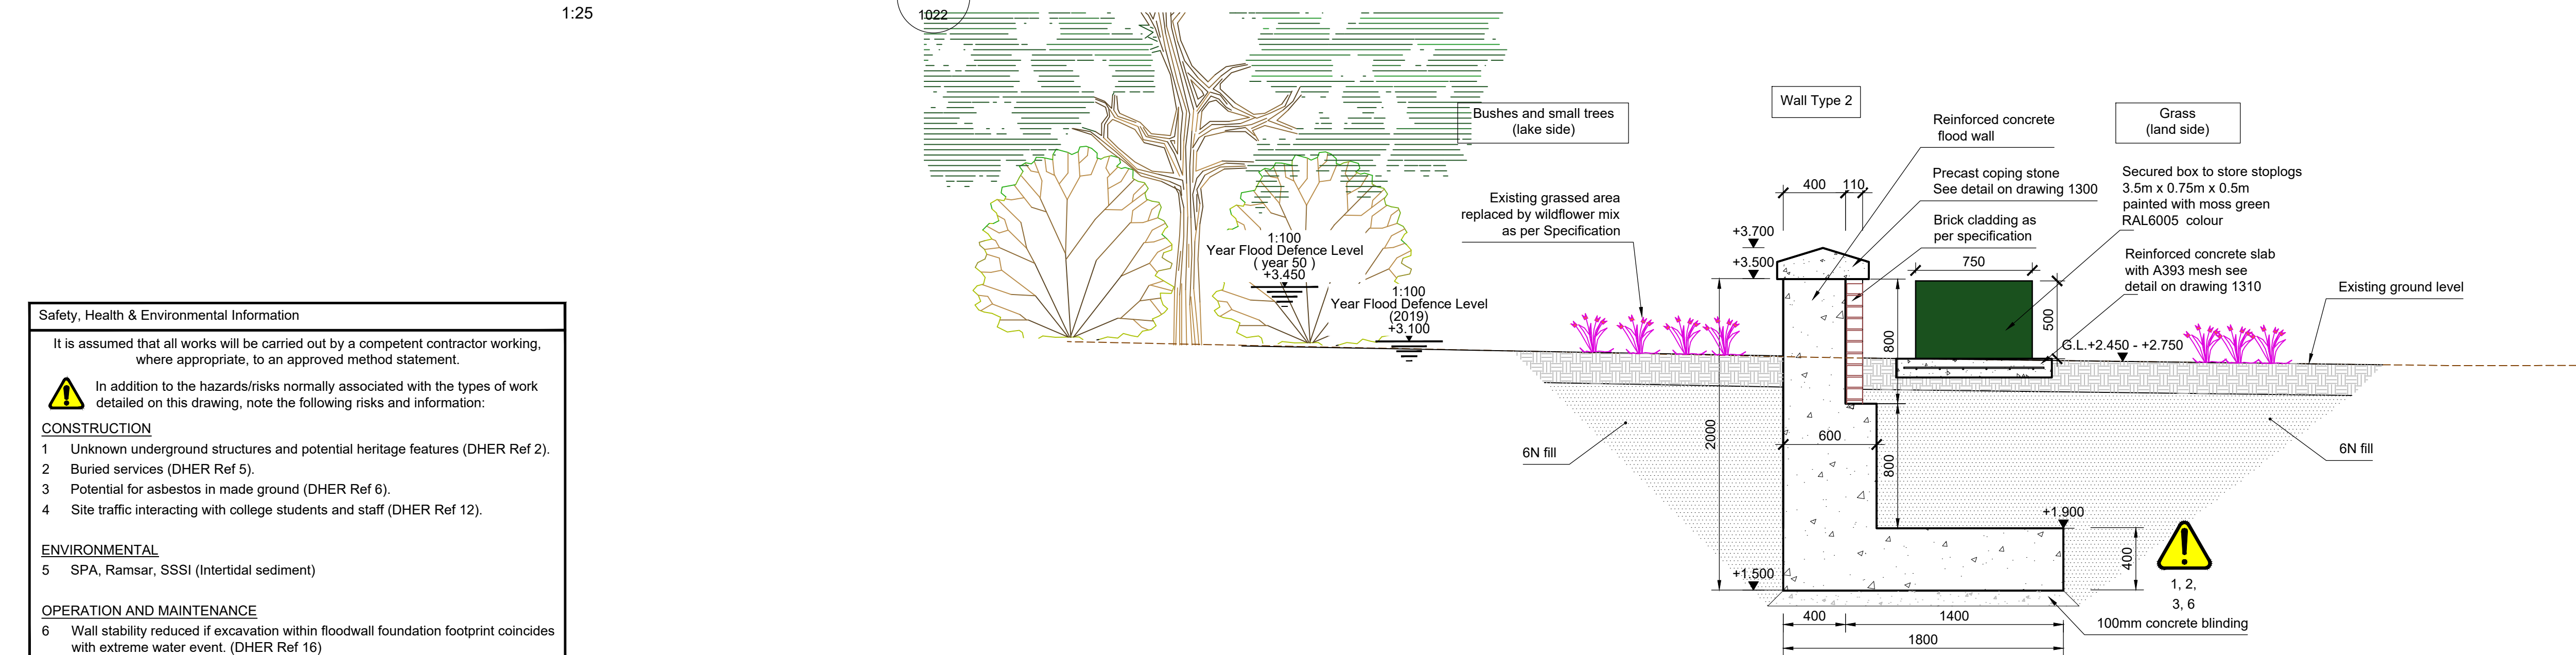 1:25
1022
Safety, Health & Environmental Information
It is assumed that all works will be carried out by a competent contractor working,
where appropriate, to an approved method statement.
In addition to the hazards/risks normally associated with the types of work
detailed on this drawing, note the following risks and information:
CONSTRUCTION
1 Unknown underground structures and potential heritage features (DHER Ref 2).
2 Buried services (DHER Ref 5).
3 Potential for asbestos in made ground (DHER Ref 6).
4 Site traffic interacting with college students and staff (DHER Ref 12).
ENVIRONMENTAL
5 SPA, Ramsar, SSSI (Intertidal sediment)
OPERATION AND MAINTENANCE
6 Wall stability reduced if excavation within floodwall foundation footprint coincides
with extreme water event. (DHER Ref 16)
Bushes and small trees
(lake side)
Wall Type 2
Grass
(land side)
Existing grassed area
replaced by wildflower mix
as per Specification
1:100
Year Flood Defence Level
( year 50 )
+3.450
1:100
Year Flood Defence Level
(2019)
+3.100
Reinforced concrete
flood wall
Precast coping stone
See detail on drawing 1300
Brick cladding as
per specification
Secured box to store stoplogs
3.5m x 0.75m x 0.5m
painted with moss green
RAL6005 colour
Reinforced concrete slab
with A393 mesh see
detail on drawing 1310
Existing ground level
400
110
+3.700
+3.500
750
500
800
G.L.+2.450 - +2.750
2000
600
800
6N fill
6N fill
+1.900
400
+1.500
1, 2,
3, 6
100mm concrete blinding
400
1400
1800